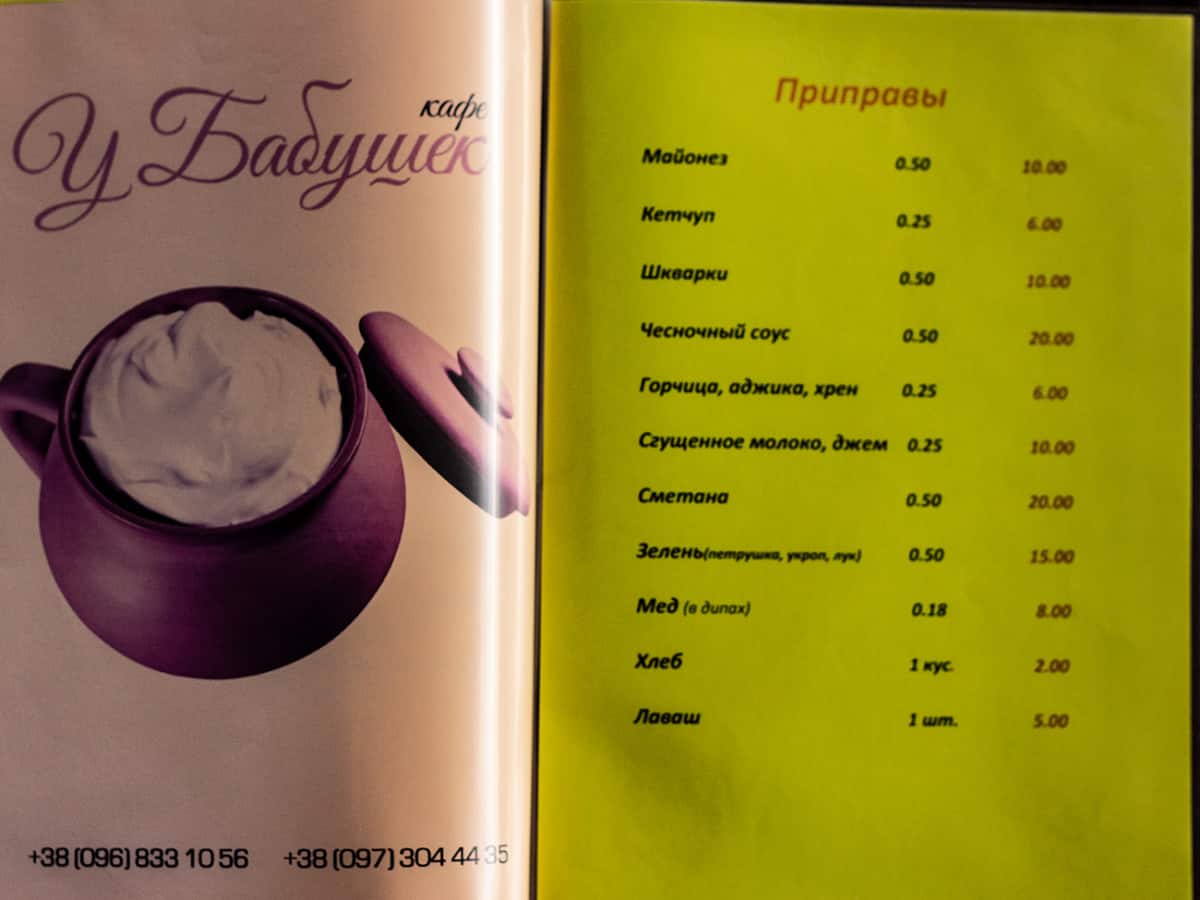 кафе
У Бабушек
+38 (096) 833 10 56 +38 (097) 304 44 35
Приправы
Майонез 0.50 10.00
Кетчуп 0.25 6.00
Шкварки 0.50 10.00
Чесночный соус 0.50 20.00
Горчица, аджика, хрен 0.25 6.00
Сгущенное молоко, джем 0.25 10.00
Сметана 0.50 20.00
Зелень(петрушка, укроп, лук) 0.50 15.00
Мед (в дипах) 0.18 8.00
Хлеб 1 кус. 2.00
Лаваш 1 шт. 5.00